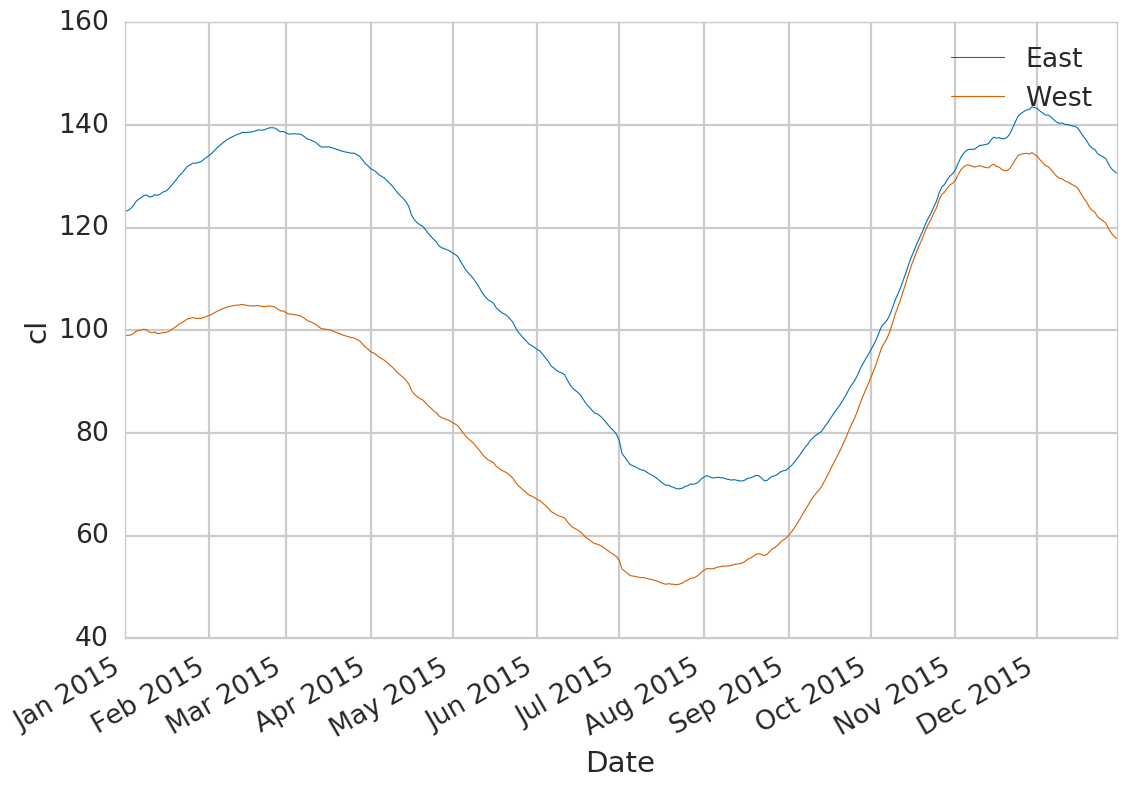 160
140
120
100
80
60
40
cl
East
West
Jan 2015
Feb 2015
Mar 2015
Apr 2015
May 2015
Jun 2015
Jul 2015
Aug 2015
Sep 2015
Oct 2015
Nov 2015
Dec 2015
Date